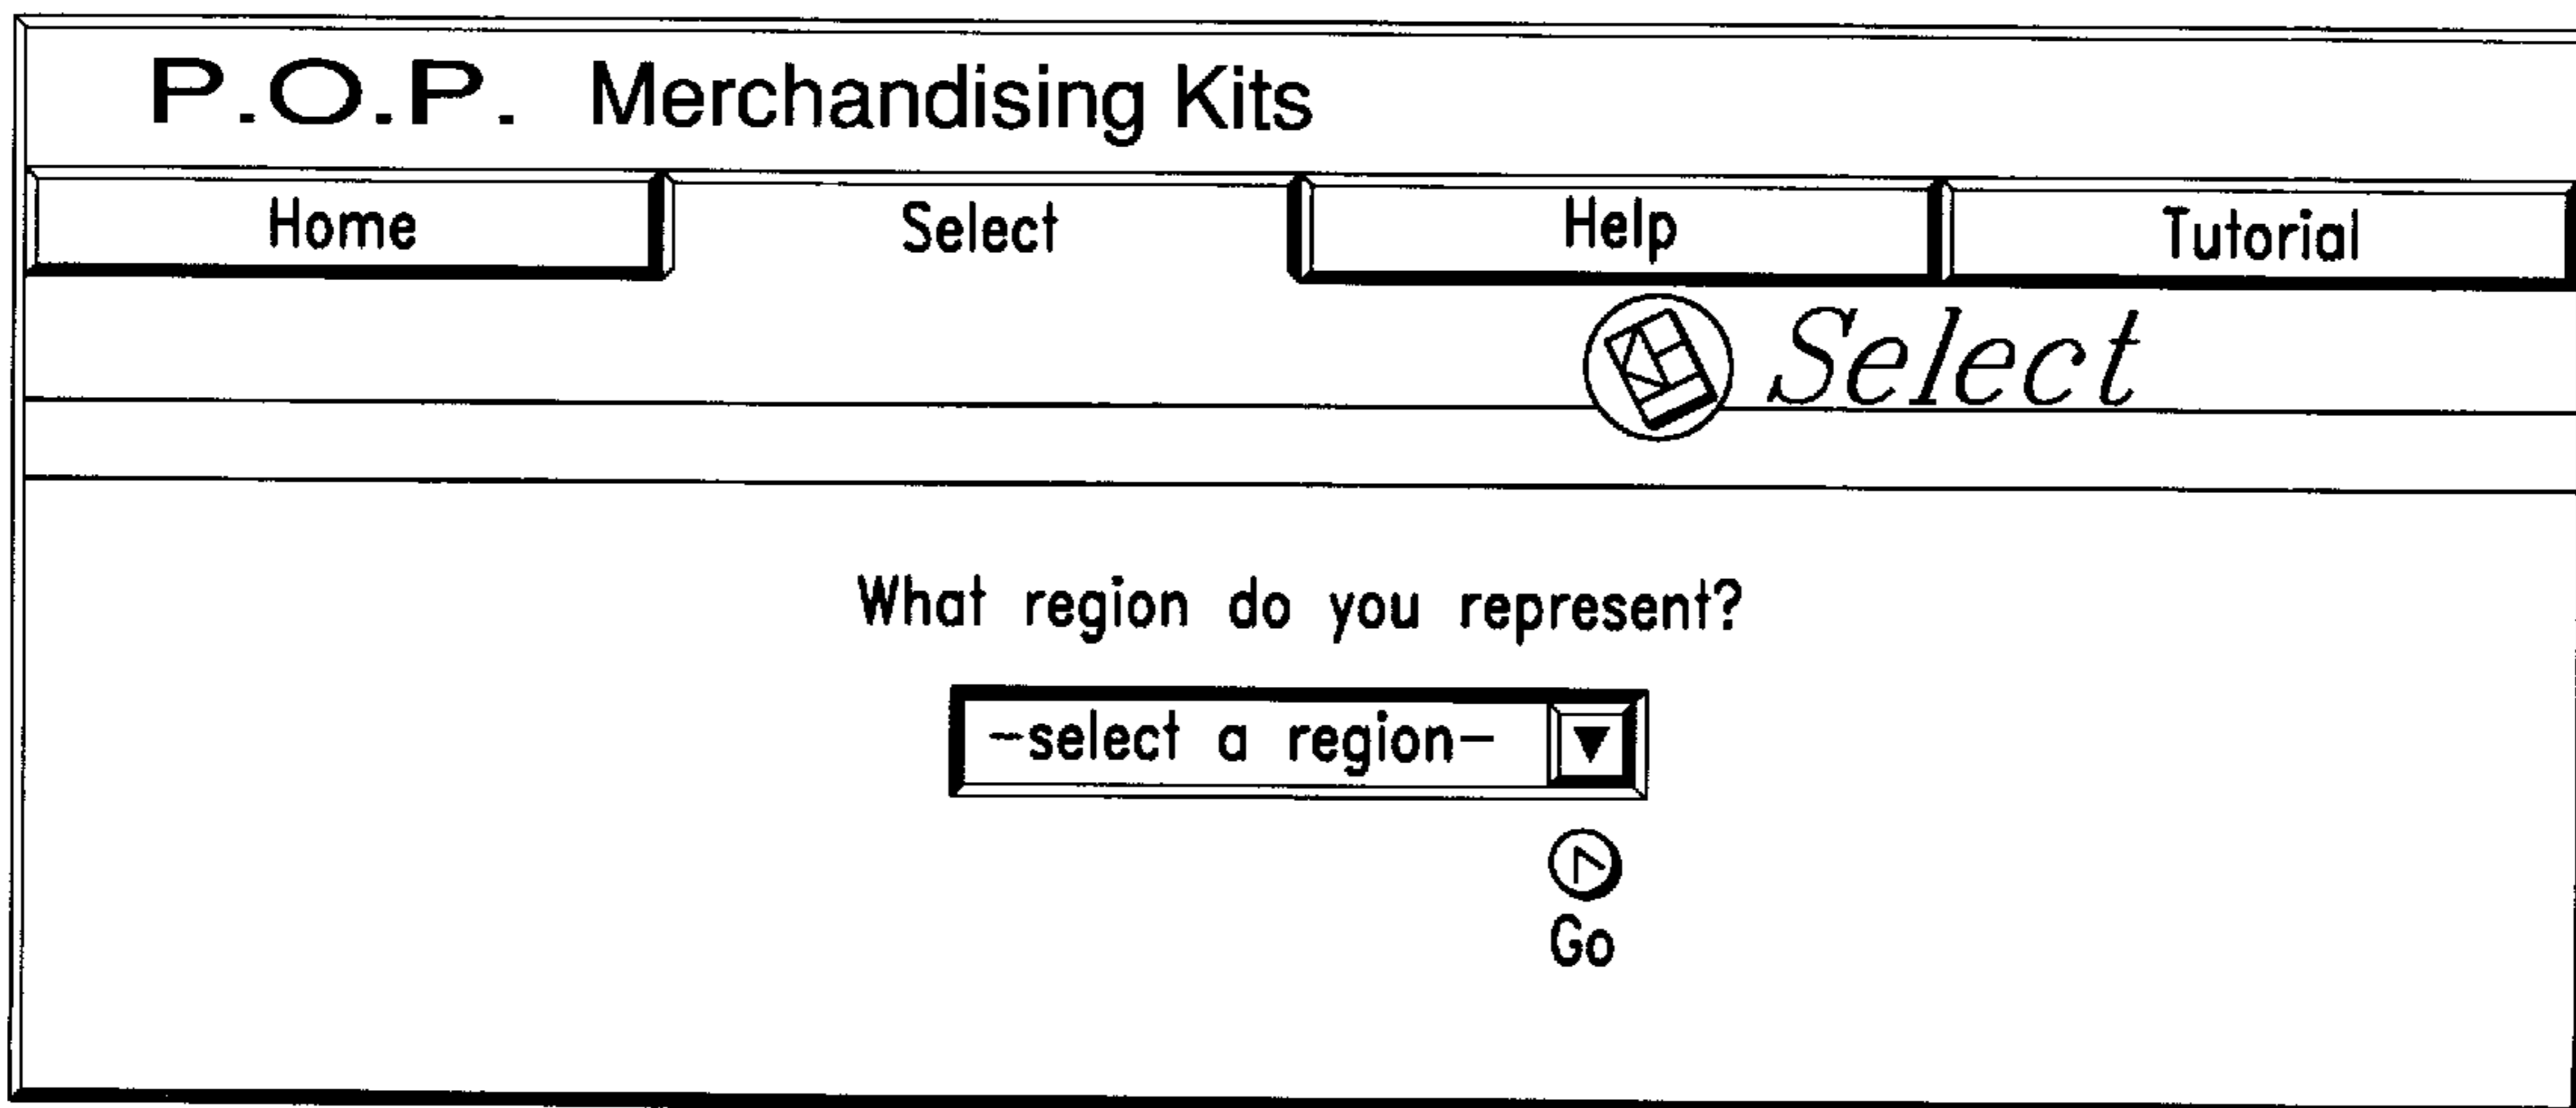 P.O.P. Merchandising Kits
Home Select Help Tutorial
Select
What region do you represent?
-select a region-
Go